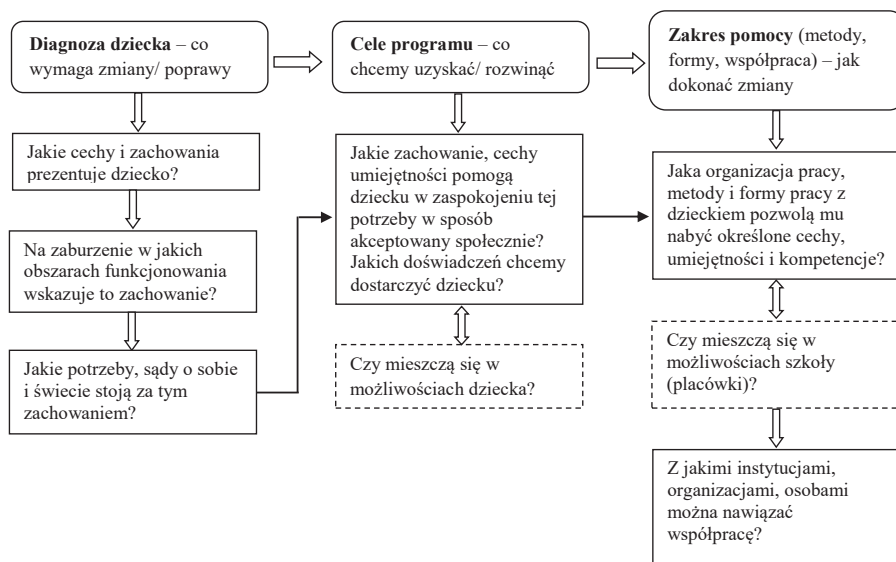 Diagnoza dziecka – co
wymaga zmiany/ poprawy
Cele programu – co
chcemy uzyskać/ rozwinąć
Zakres pomocy (metody,
formy, współpraca) – jak
dokonać zmiany
Jakie cechy i zachowania
prezentuje dziecko?
Na zaburzenie w jakich
obszarach funkcjonowania
wskazuje to zachowanie?
Jakie potrzeby, sądy o sobie
i świecie stoją za tym
zachowaniem?
Jakie zachowanie, cechy
umiejętności pomogą
dziecku w zaspokojeniu tej
potrzeby w sposób
akceptowany społecznie?
Jakich doświadczeń chcemy
dostarczyć dziecku?
Czy mieszczą się w
możliwościach dziecka?
Jaka organizacja pracy,
metody i formy pracy z
dzieckiem pozwolą mu
nabyć określone cechy,
umiejętności i kompetencje?
Czy mieszczą się w
możliwościach szkoły
(placówki)?
Z jakimi instytucjami,
organizacjami, osobami
można nawiązać
współpracę?